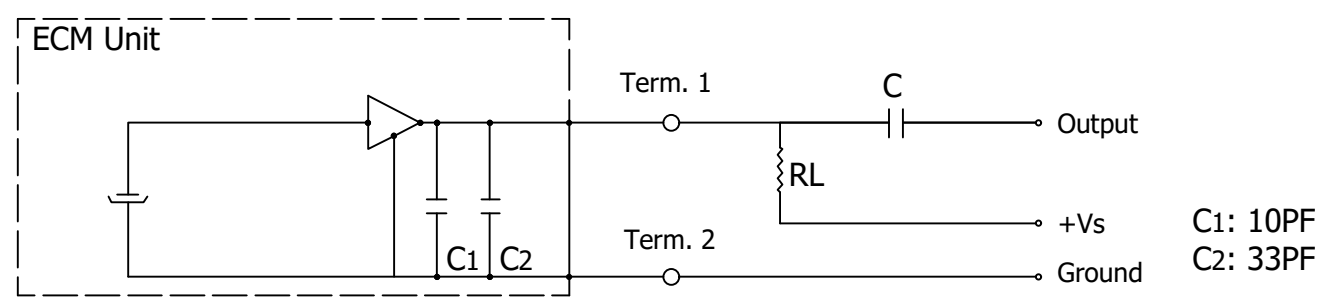 ECM Unit
Term. 1
C
Output
RL
+Vs
C1: 10PF
Term. 2
C1 C2
C2: 33PF
Ground